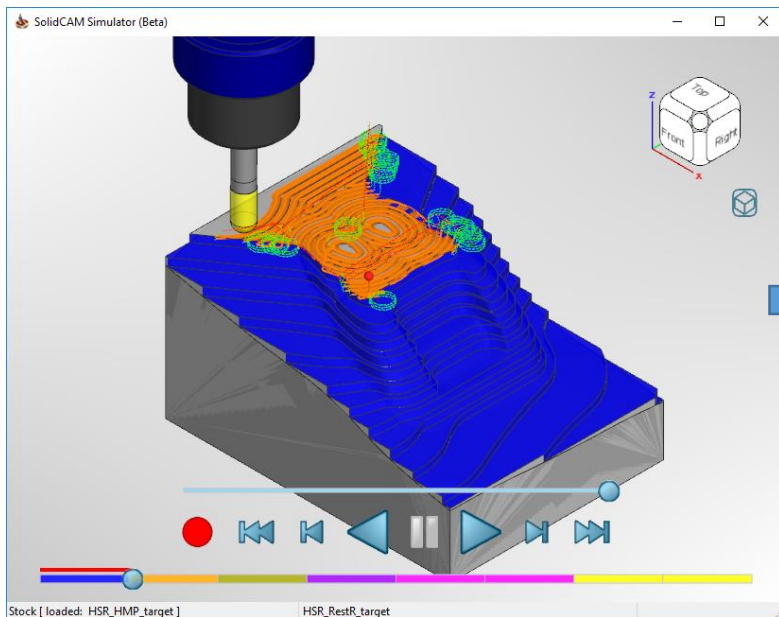 SolidCAM Simulator (Beta)
Top
Z
Front
Right
X
Stock [ loaded: HSR_HMP_target ]
HSR_RestR_target